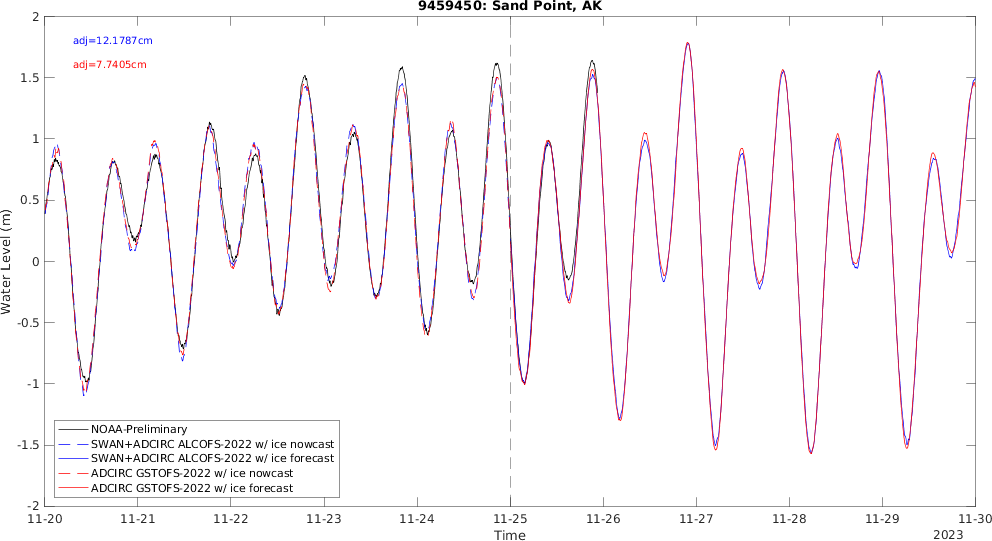 9459450: Sand Point, AK
adj=12.1787cm
adj=7.7405cm
Water Level (m)
2
1.5
1
0.5
0
-0.5
-1
-1.5
-2
NOAA-Preliminary
SWAN+ADCIRC ALCOFS-2022 w/ ice nowcast
SWAN+ADCIRC ALCOFS-2022 w/ ice forecast
ADCIRC GSTOFS-2022 w/ ice nowcast
ADCIRC GSTOFS-2022 w/ ice forecast
11-20 11-21 11-22 11-23 11-24 11-25 11-26 11-27 11-28 11-29 11-30
Time
2023